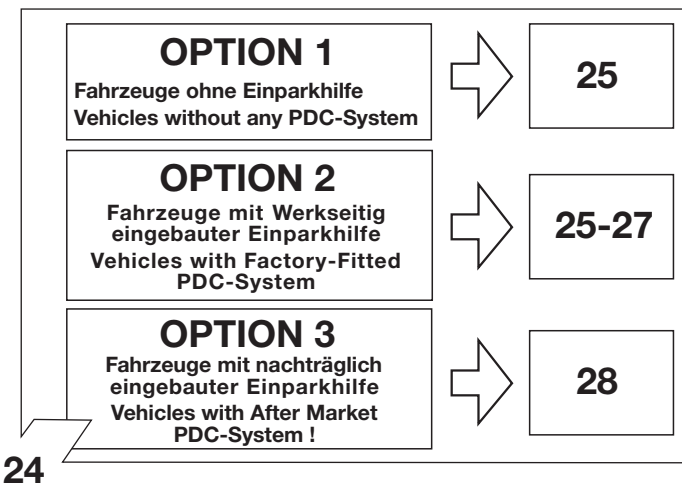 OPTION 1
Fahrzeuge ohne Einparkhilfe
Vehicles without any PDC-System
25
OPTION 2
Fahrzeuge mit Werkseitig
eingebauter Einparkhilfe
Vehicles with Factory-Fitted
PDC-System
25-27
OPTION 3
Fahrzeuge mit nachträglich
eingebauter Einparkhilfe
Vehicles with After Market
PDC-System !
28
24